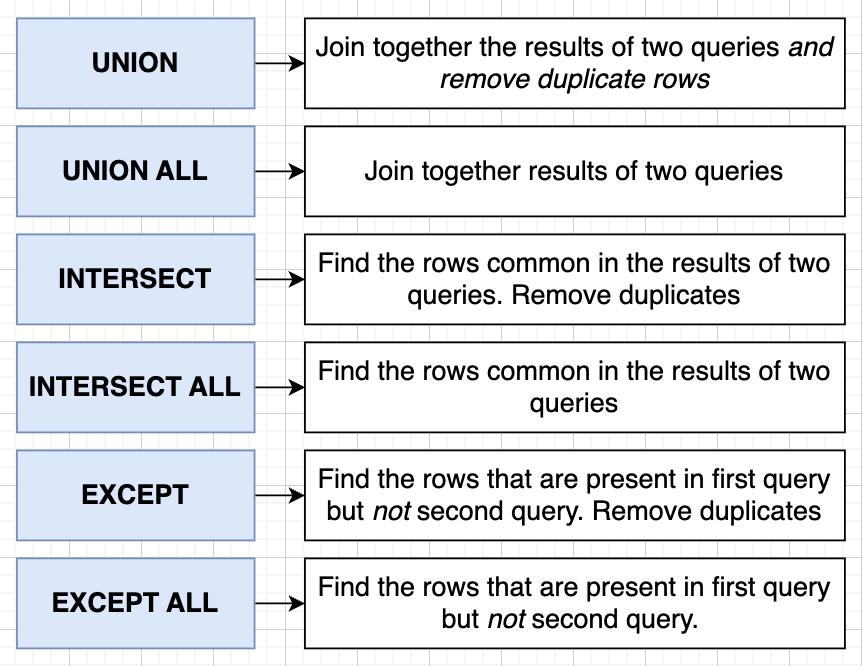 UNION
Join together the results of two queries and
remove duplicate rows
UNION ALL
Join together results of two queries
INTERSECT
Find the rows common in the results of two
queries. Remove duplicates
INTERSECT ALL
Find the rows common in the results of two
queries
EXCEPT
Find the rows that are present in first query
but not second query. Remove duplicates
EXCEPT ALL
Find the rows that are present in first query
but not second query.